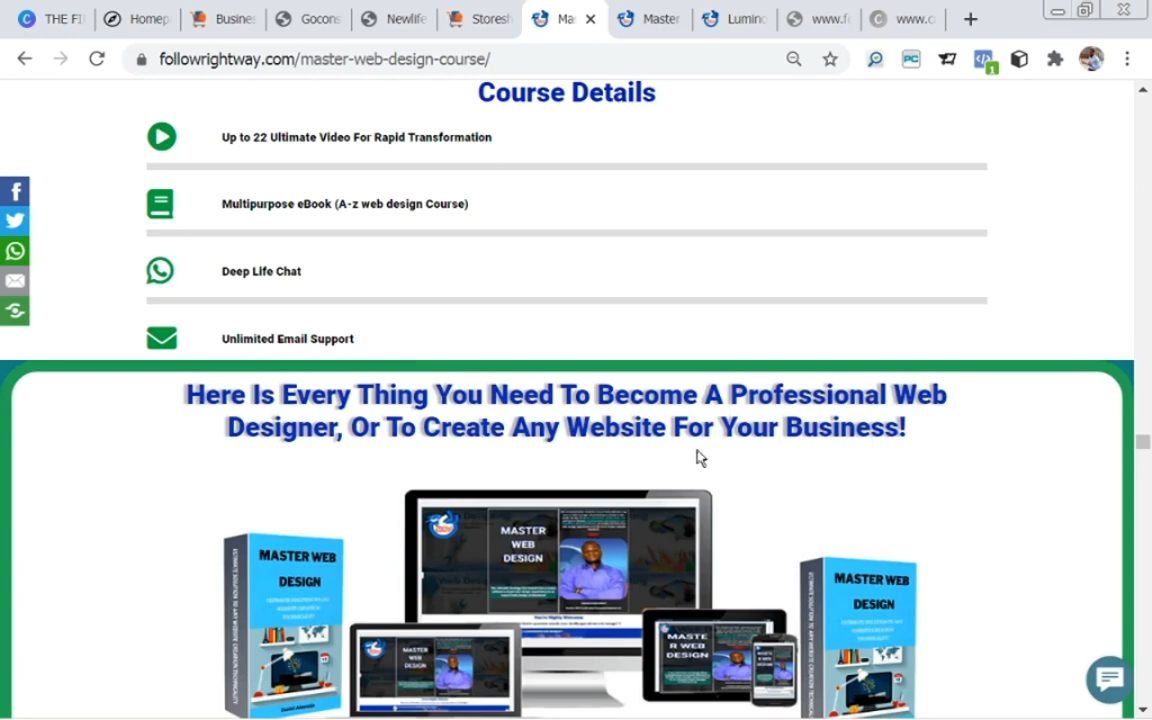 THE FI
Homep
Busine
Gocons
Newlife
Storesh
Ma
Master
Lumino
www.f
www.c
followrightway.com/master-web-design-course/
PC
1
Course Details
Up to 22 Ultimate Video For Rapid Transformation
Multipurpose eBook (A-z web design Course)
Deep Life Chat
Unlimited Email Support
Here Is Every Thing You Need To Become A Professional Web
Designer, Or To Create Any Website For Your Business!
MASTER
WEB
DESIGN
MASTER WEB
DESIGN
MASTER
WEB
DESIGN
MASTE
R WEB
DESIGN
MASTER WEB
DESIGN